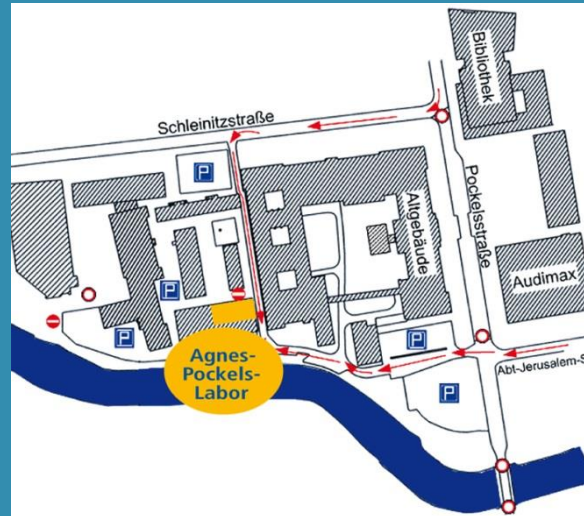 Bibliothek
Schleinitzstraße
P
Pockelsstraße
Altgebäude
Audimax
P
P
P
P
Agnes-
Pockels-
Labor
Abt-Jerusalem-S